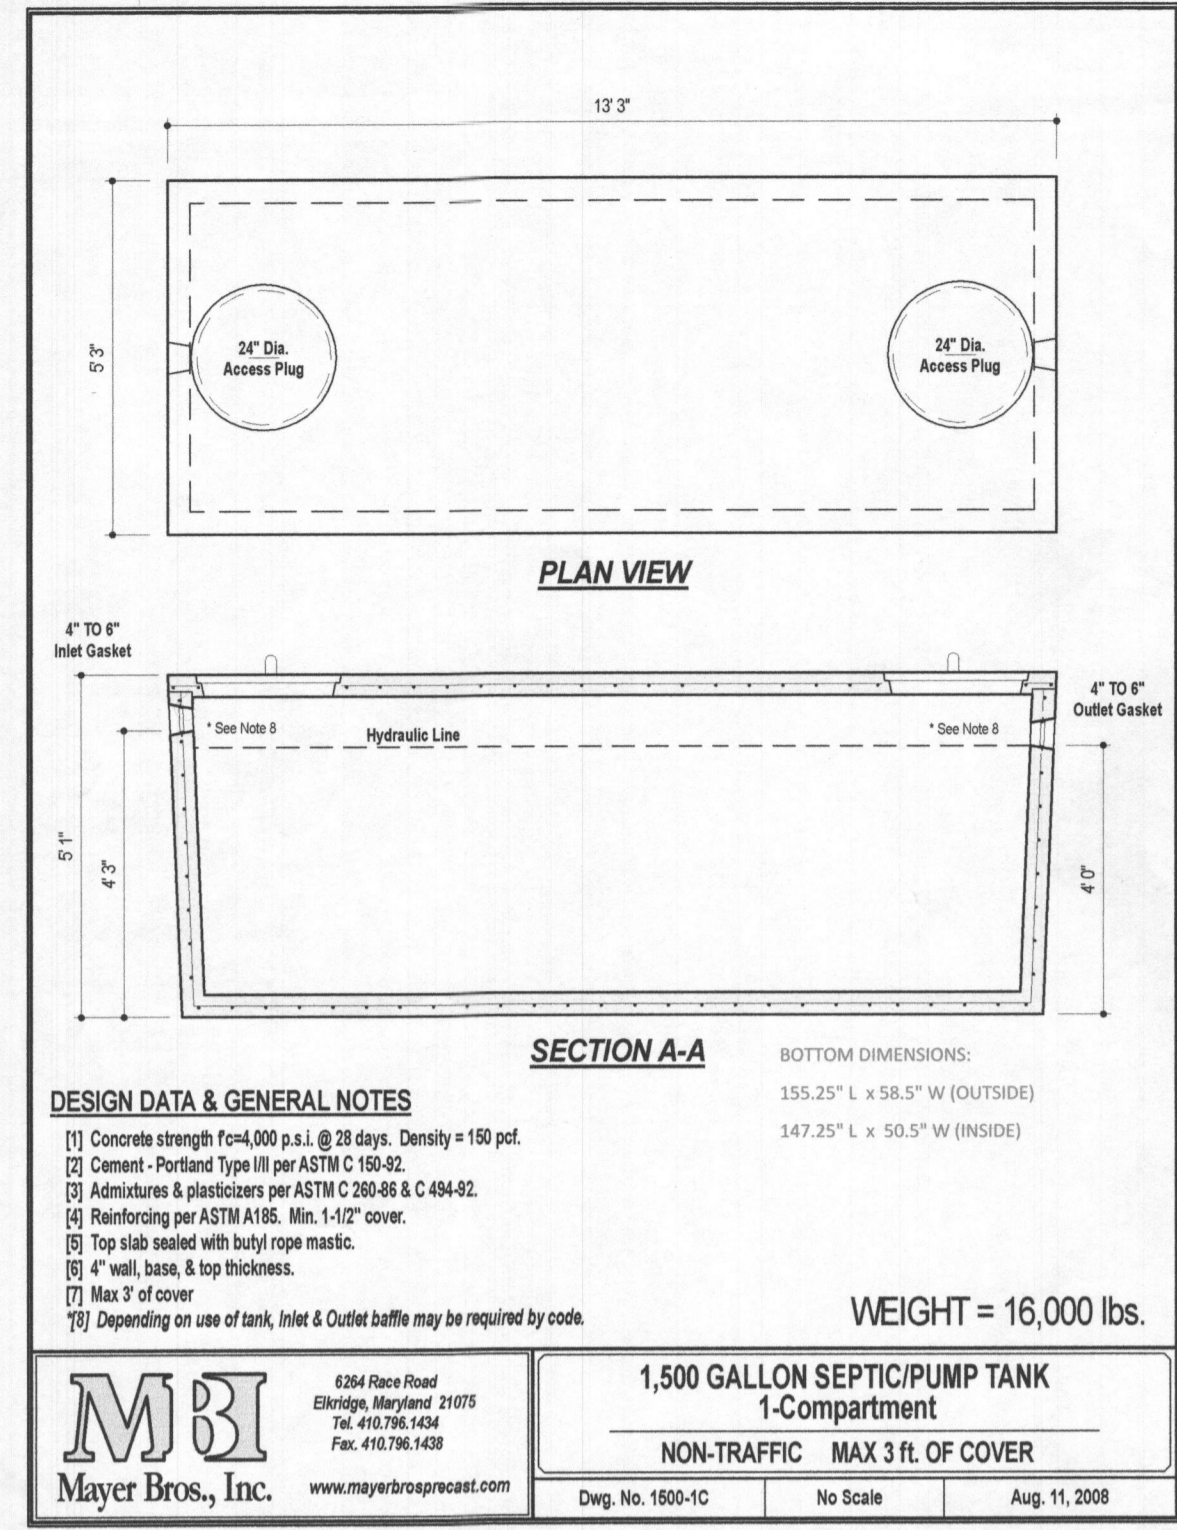 13' 3"
5' 3"
24" Dia.
Access Plug
24" Dia.
Access Plug
PLAN VIEW
4" TO 6"
Inlet Gasket
4" TO 6"
Outlet Gasket
* See Note 8
Hydraulic Line
* See Note 8
5' 1"
4' 3"
4' 0"
SECTION A-A
BOTTOM DIMENSIONS:
155.25" L x 58.5" W (OUTSIDE)
147.25" L x 50.5" W (INSIDE)
DESIGN DATA & GENERAL NOTES
[1] Concrete strength f'c=4,000 p.s.i. @ 28 days. Density = 150 pcf.
[2] Cement - Portland Type I/II per ASTM C 150-92.
[3] Admixtures & plasticizers per ASTM C 260-86 & C 494-92.
[4] Reinforcing per ASTM A185. Min. 1-1/2" cover.
[5] Top slab sealed with butyl rope mastic.
[6] 4" wall, base, & top thickness.
[7] Max 3' of cover
*[8] Depending on use of tank, Inlet & Outlet baffle may be required by code.
WEIGHT = 16,000 lbs.
MBI
Mayer Bros., Inc.
6264 Race Road
Elkridge, Maryland 21075
Tel. 410.796.1434
Fax. 410.796.1438
www.mayerbrosprecast.com
1,500 GALLON SEPTIC/PUMP TANK
1-Compartment
NON-TRAFFIC MAX 3 ft. OF COVER
Dwg. No. 1500-1C
No Scale
Aug. 11, 2008